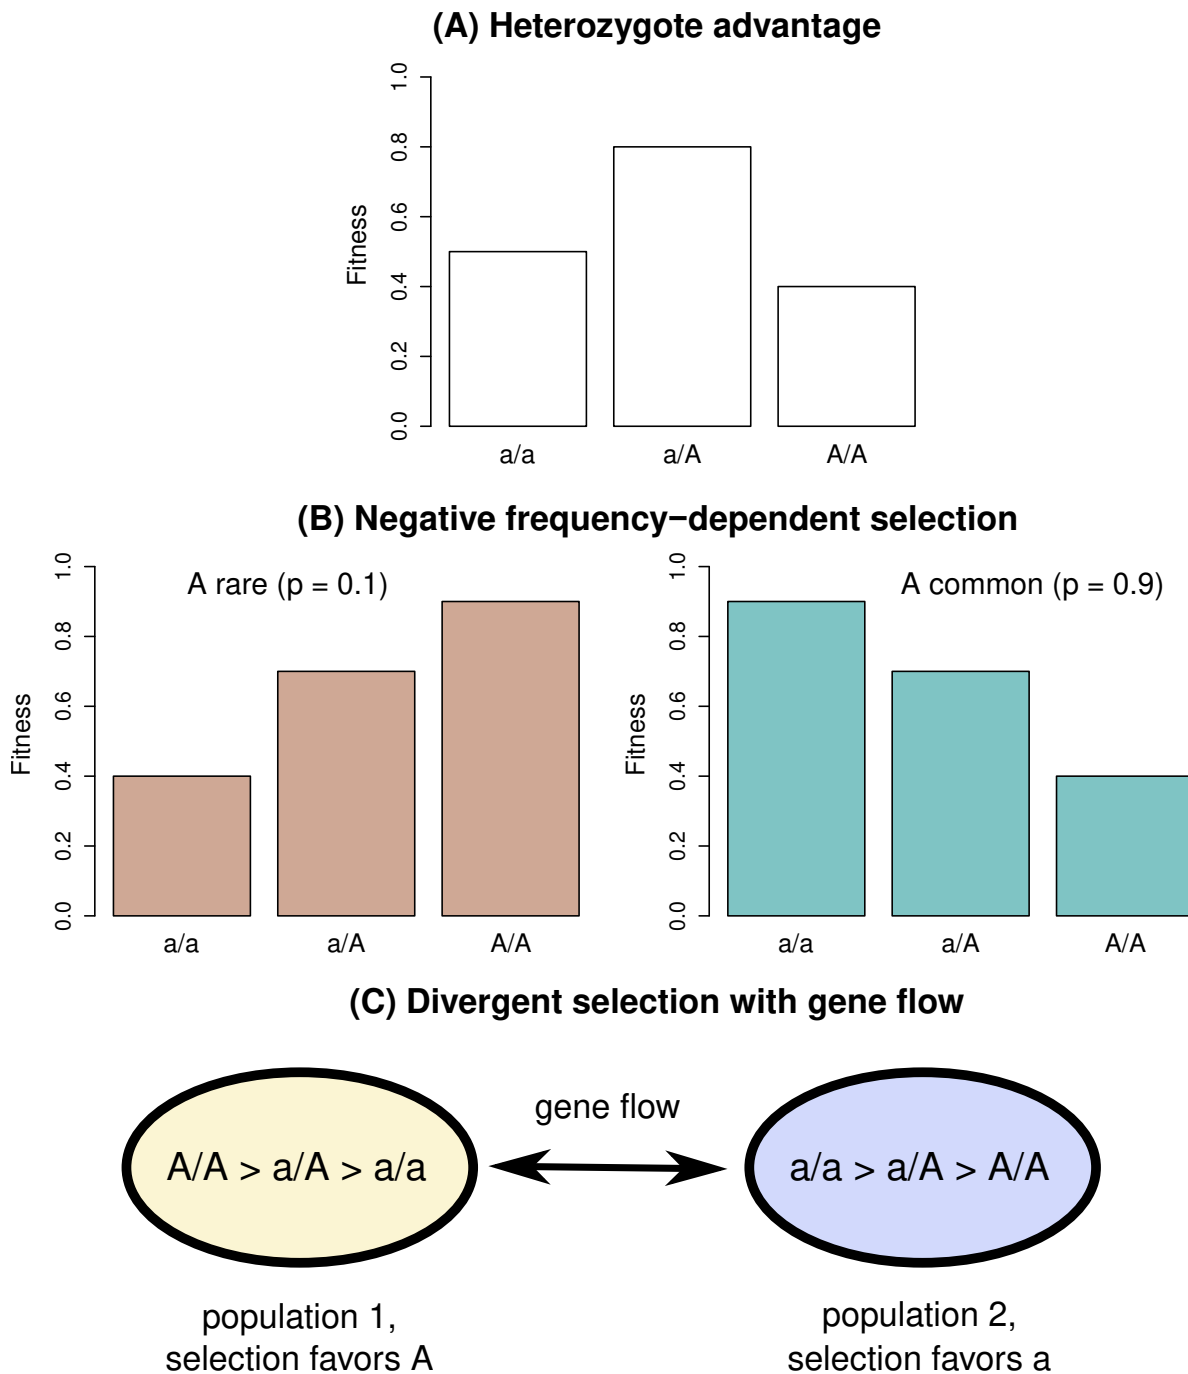 (A) Heterozygote advantage
1.0
0.8
0.6
0.4
0.2
0.0
Fitness
a/a a/A A/A
(B) Negative frequency−dependent selection
A rare (p = 0.1)
1.0
0.8
0.6
0.4
0.2
0.0
Fitness
a/a a/A A/A
A common (p = 0.9)
1.0
0.8
0.6
0.4
0.2
0.0
Fitness
a/a a/A A/A
(C) Divergent selection with gene flow
A/A > a/A > a/a
gene flow
a/a > a/A > A/A
population 1,
selection favors A
population 2,
selection favors a